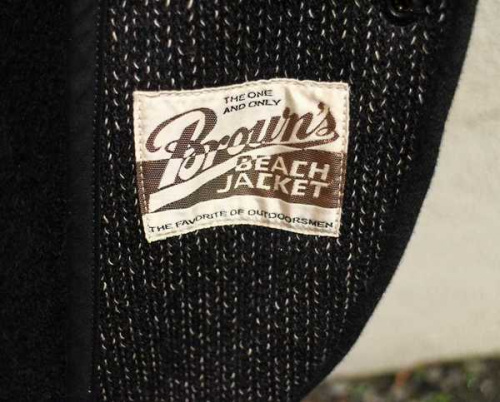 THE ONE
AND ONLY
Brown's
BEACH
JACKET
THE FAVORITE OF OUTDOORSMEN